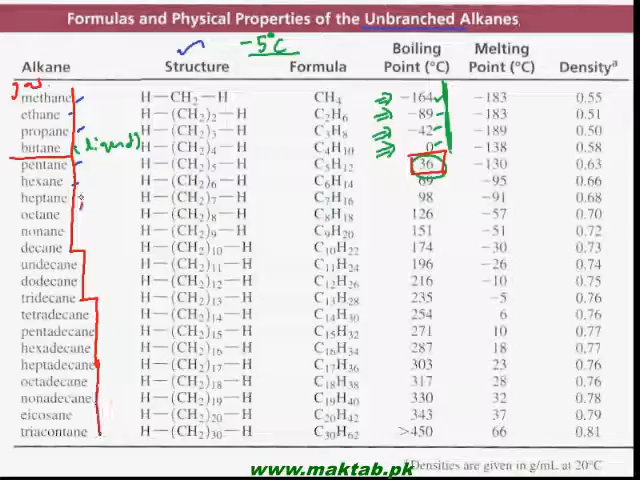 Formulas and Physical Properties of the Unbranched Alkanes
-5°C
Alkane Structure Formula Boiling Point (°C) Melting Point (°C) Densityᵃ
gas
methane H—CH2—H CH4 -164 -183 0.55
ethane H—(CH2)2—H C2H6 -89 -183 0.51
propane H—(CH2)3—H C3H8 -42 -189 0.50
butane (liquid) H—(CH2)4—H C4H10 0 -138 0.58
pentane H—(CH2)5—H C5H12 36 -130 0.63
hexane H—(CH2)6—H C6H14 69 -95 0.66
heptane H—(CH2)7—H C7H16 98 -91 0.68
octane H—(CH2)8—H C8H18 126 -57 0.70
nonane H—(CH2)9—H C9H20 151 -51 0.72
decane H—(CH2)10—H C10H22 174 -30 0.73
undecane H—(CH2)11—H C11H24 196 -26 0.74
dodecane H—(CH2)12—H C12H26 216 -10 0.75
tridecane H—(CH2)13—H C13H28 235 -5 0.76
tetradecane H—(CH2)14—H C14H30 254 6 0.76
pentadecane H—(CH2)15—H C15H32 271 10 0.77
hexadecane H—(CH2)16—H C16H34 287 18 0.77
heptadecane H—(CH2)17—H C17H36 303 23 0.76
octadecane H—(CH2)18—H C18H38 317 28 0.76
nonadecane H—(CH2)19—H C19H40 330 32 0.78
eicosane H—(CH2)20—H C20H42 343 37 0.79
triacontane H—(CH2)30—H C30H62 >450 66 0.81
ᵃDensities are given in g/mL at 20°C
www.maktab.pk